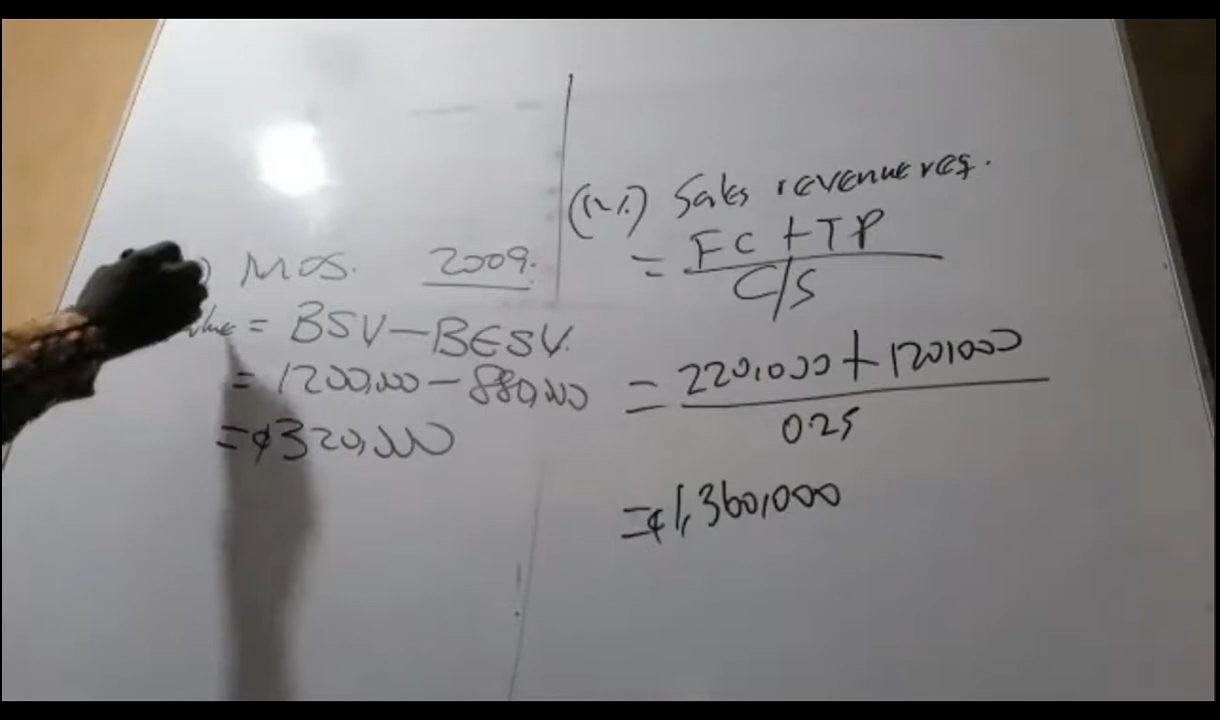 MOS. 2009.
= BSV – BESV.
= 1200,000 – 880,000
= ¢320,000
(iv.) Sales revenue req.
= FC + TP
C/S
= 220,000 + 120,000
0.25
= ¢1,360,000